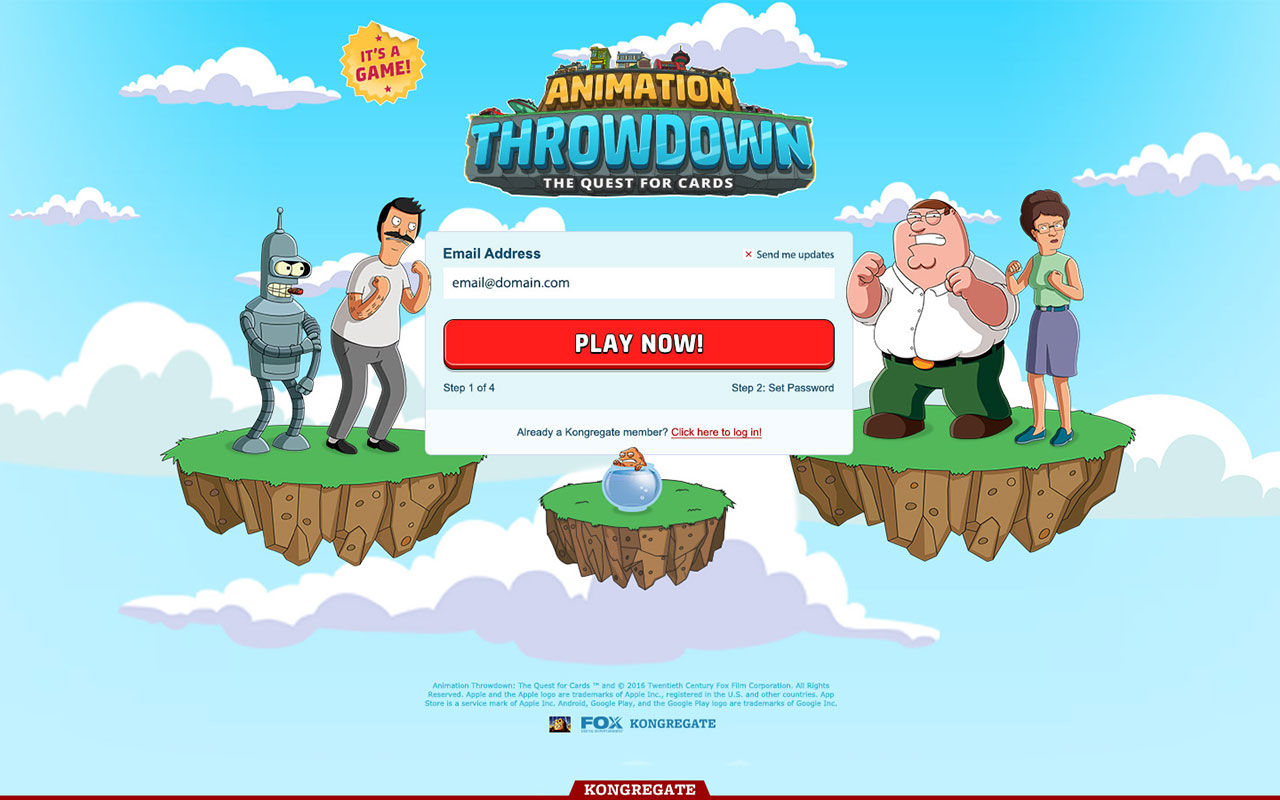 IT'S A
GAME!
ANIMATION
THROWDOWN
THE QUEST FOR CARDS
Email Address
Send me updates
email@domain.com
PLAY NOW!
Step 1 of 4
Step 2: Set Password
Already a Kongregate member? Click here to log in!
Animation Throwdown: The Quest for Cards ™ and © 2016 Twentieth Century Fox Film Corporation. All Rights
Reserved. Apple and the Apple logo are trademarks of Apple Inc., registered in the U.S. and other countries. App
Store is a service mark of Apple Inc. Android, Google Play, and the Google Play logo are trademarks of Google Inc.
FOX
KONGREGATE
KONGREGATE